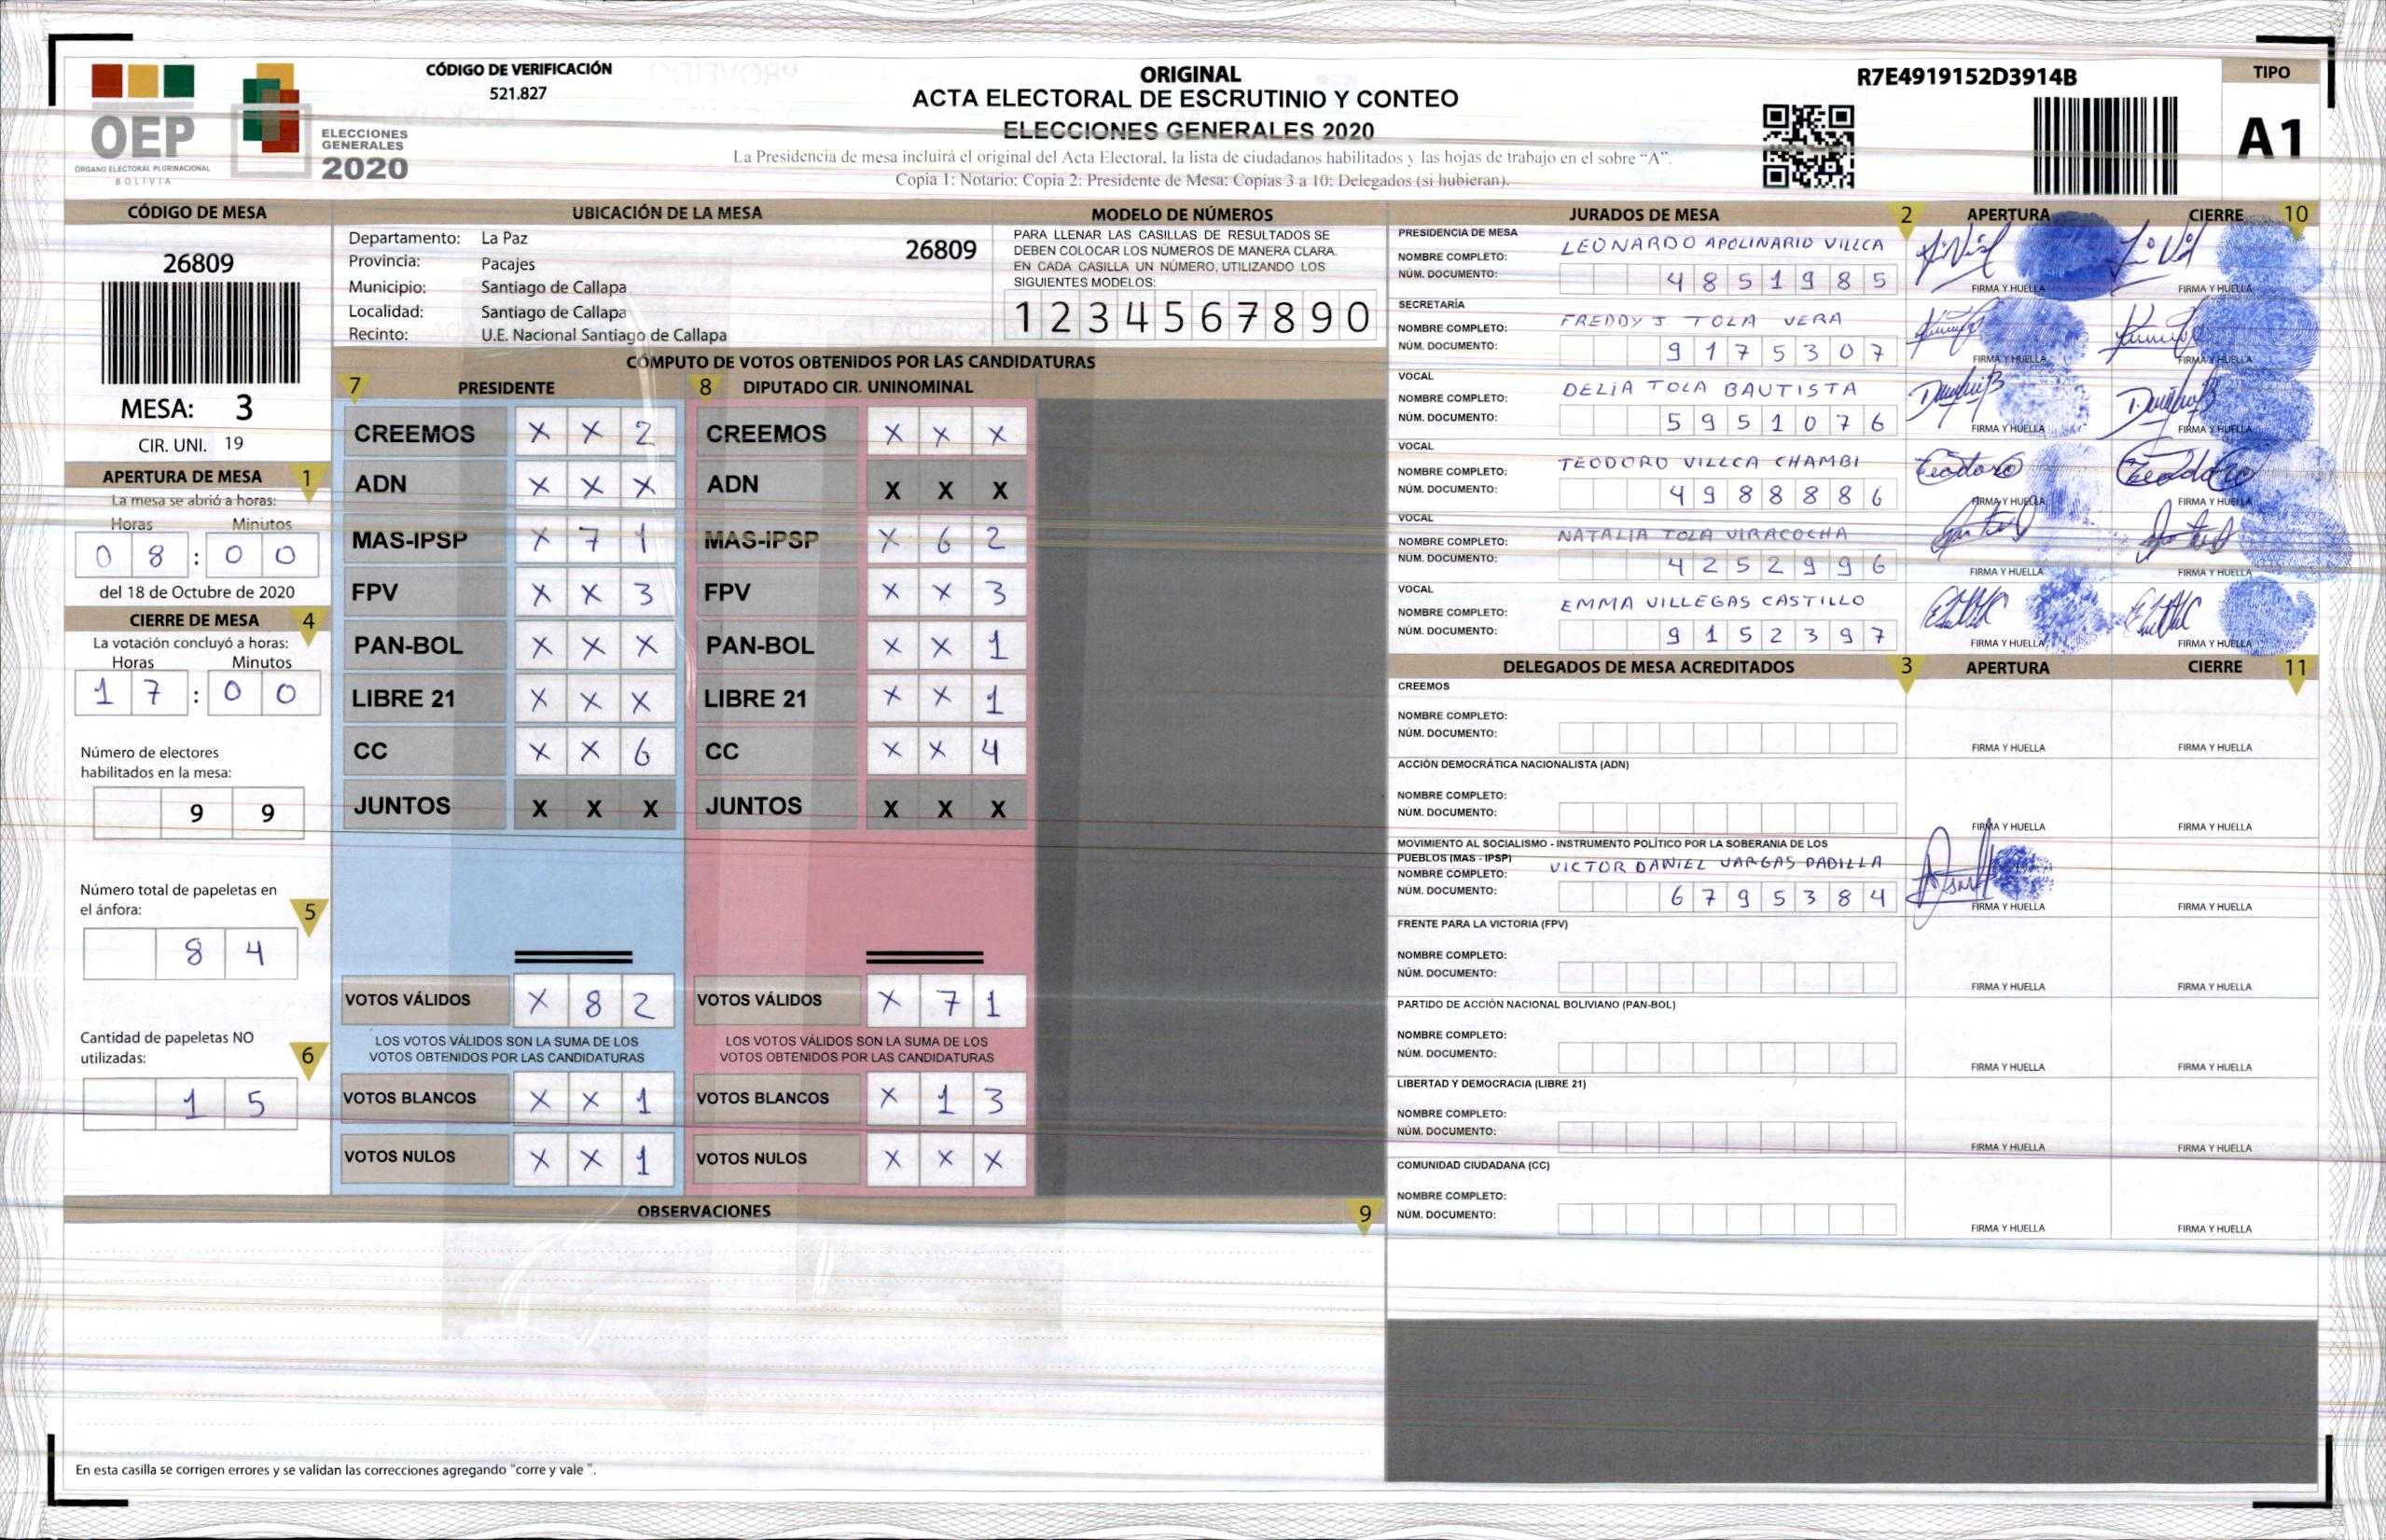 CÓDIGO DE VERIFICACIÓN
521.827
OEP
ÓRGANO ELECTORAL PLURINACIONAL
BOLIVIA
ELECCIONES
GENERALES
2020
ORIGINAL
ACTA ELECTORAL DE ESCRUTINIO Y CONTEO
ELECCIONES GENERALES 2020
La Presidencia de mesa incluirá el original del Acta Electoral, la lista de ciudadanos habilitados y las hojas de trabajo en el sobre "A".
Copia 1: Notario; Copia 2: Presidente de Mesa; Copias 3 a 10: Delegados (si hubieran).
R7E4919152D3914B
TIPO
A1
CÓDIGO DE MESA
26809
MESA: 3
CIR. UNI. 19
APERTURA DE MESA 1
La mesa se abrió a horas:
Horas Minutos
0 8 : 0 0
del 18 de Octubre de 2020
CIERRE DE MESA 4
La votación concluyó a horas:
Horas Minutos
1 7 : 0 0
Número de electores
habilitados en la mesa:
9 9
Número total de papeletas en
el ánfora: 5
8 4
Cantidad de papeletas NO
utilizadas: 6
1 5
UBICACIÓN DE LA MESA
Departamento: La Paz
26809
Provincia: Pacajes
Municipio: Santiago de Callapa
Localidad: Santiago de Callapa
Recinto: U.E. Nacional Santiago de Callapa
MODELO DE NÚMEROS
PARA LLENAR LAS CASILLAS DE RESULTADOS SE
DEBEN COLOCAR LOS NÚMEROS DE MANERA CLARA.
EN CADA CASILLA UN NÚMERO, UTILIZANDO LOS
SIGUIENTES MODELOS:
1 2 3 4 5 6 7 8 9 0
CÓMPUTO DE VOTOS OBTENIDOS POR LAS CANDIDATURAS
7 PRESIDENTE 8 DIPUTADO CIR. UNINOMINAL
CREEMOS X X 2 CREEMOS X X X
ADN X X X ADN X X X
MAS-IPSP X 7 1 MAS-IPSP X 6 2
FPV X X 3 FPV X X 3
PAN-BOL X X X PAN-BOL X X 1
LIBRE 21 X X X LIBRE 21 X X 1
CC X X 6 CC X X 4
JUNTOS X X X JUNTOS X X X
VOTOS VÁLIDOS X 8 2 VOTOS VÁLIDOS X 7 1
LOS VOTOS VÁLIDOS SON LA SUMA DE LOS LOS VOTOS VÁLIDOS SON LA SUMA DE LOS
VOTOS OBTENIDOS POR LAS CANDIDATURAS VOTOS OBTENIDOS POR LAS CANDIDATURAS
VOTOS BLANCOS X X 1 VOTOS BLANCOS X 1 3
VOTOS NULOS X X 1 VOTOS NULOS X X X
OBSERVACIONES 9
En esta casilla se corrigen errores y se validan las correcciones agregando "corre y vale ".
JURADOS DE MESA 2 APERTURA CIERRE 10
PRESIDENCIA DE MESA
NOMBRE COMPLETO: LEONARDO APOLINARIO VILLCA
NÚM. DOCUMENTO: 4 8 5 1 9 8 5
FIRMA Y HUELLA FIRMA Y HUELLA
SECRETARÍA
NOMBRE COMPLETO: FREDDY J TOLA VERA
NÚM. DOCUMENTO: 9 1 7 5 3 0 7
FIRMA Y HUELLA FIRMA Y HUELLA
VOCAL
NOMBRE COMPLETO: DELIA TOLA BAUTISTA
NÚM. DOCUMENTO: 5 9 5 1 0 7 6
FIRMA Y HUELLA FIRMA Y HUELLA
VOCAL
NOMBRE COMPLETO: TEODORO VILLCA CHAMBI
NÚM. DOCUMENTO: 4 9 8 8 8 8 6
Teodoro Teodoro
FIRMA Y HUELLA FIRMA Y HUELLA
VOCAL
NOMBRE COMPLETO: NATALIA TOLA VIRACOCHA
NÚM. DOCUMENTO: 4 2 5 2 9 9 6
FIRMA Y HUELLA FIRMA Y HUELLA
VOCAL
NOMBRE COMPLETO: EMMA VILLEGAS CASTILLO
NÚM. DOCUMENTO: 9 1 5 2 3 9 7
FIRMA Y HUELLA FIRMA Y HUELLA
DELEGADOS DE MESA ACREDITADOS 3 APERTURA CIERRE 11
CREEMOS
NOMBRE COMPLETO:
NÚM. DOCUMENTO:
FIRMA Y HUELLA FIRMA Y HUELLA
ACCIÓN DEMOCRÁTICA NACIONALISTA (ADN)
NOMBRE COMPLETO:
NÚM. DOCUMENTO:
FIRMA Y HUELLA FIRMA Y HUELLA
MOVIMIENTO AL SOCIALISMO - INSTRUMENTO POLÍTICO POR LA SOBERANIA DE LOS
PUEBLOS (MAS - IPSP)
NOMBRE COMPLETO: VICTOR DANIEL VARGAS PADILLA
NÚM. DOCUMENTO: 6 7 9 5 3 8 4
FIRMA Y HUELLA FIRMA Y HUELLA
FRENTE PARA LA VICTORIA (FPV)
NOMBRE COMPLETO:
NÚM. DOCUMENTO:
FIRMA Y HUELLA FIRMA Y HUELLA
PARTIDO DE ACCIÓN NACIONAL BOLIVIANO (PAN-BOL)
NOMBRE COMPLETO:
NÚM. DOCUMENTO:
FIRMA Y HUELLA FIRMA Y HUELLA
LIBERTAD Y DEMOCRACIA (LIBRE 21)
NOMBRE COMPLETO:
NÚM. DOCUMENTO:
FIRMA Y HUELLA FIRMA Y HUELLA
COMUNIDAD CIUDADANA (CC)
NOMBRE COMPLETO:
NÚM. DOCUMENTO:
FIRMA Y HUELLA FIRMA Y HUELLA